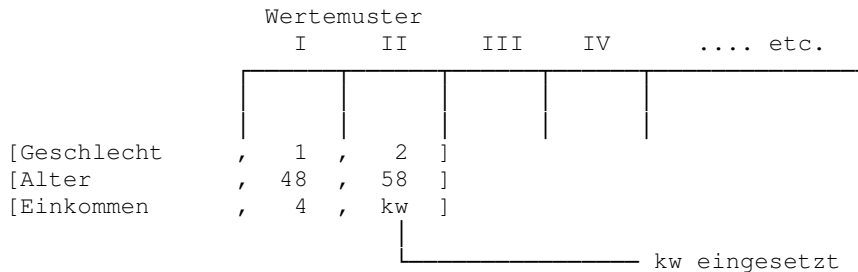 Wertemuster
I II III IV .... etc.
[Geschlecht , 1 , 2 ]
[Alter , 48 , 58 ]
[Einkommen , 4 , kw ]
kw eingesetzt